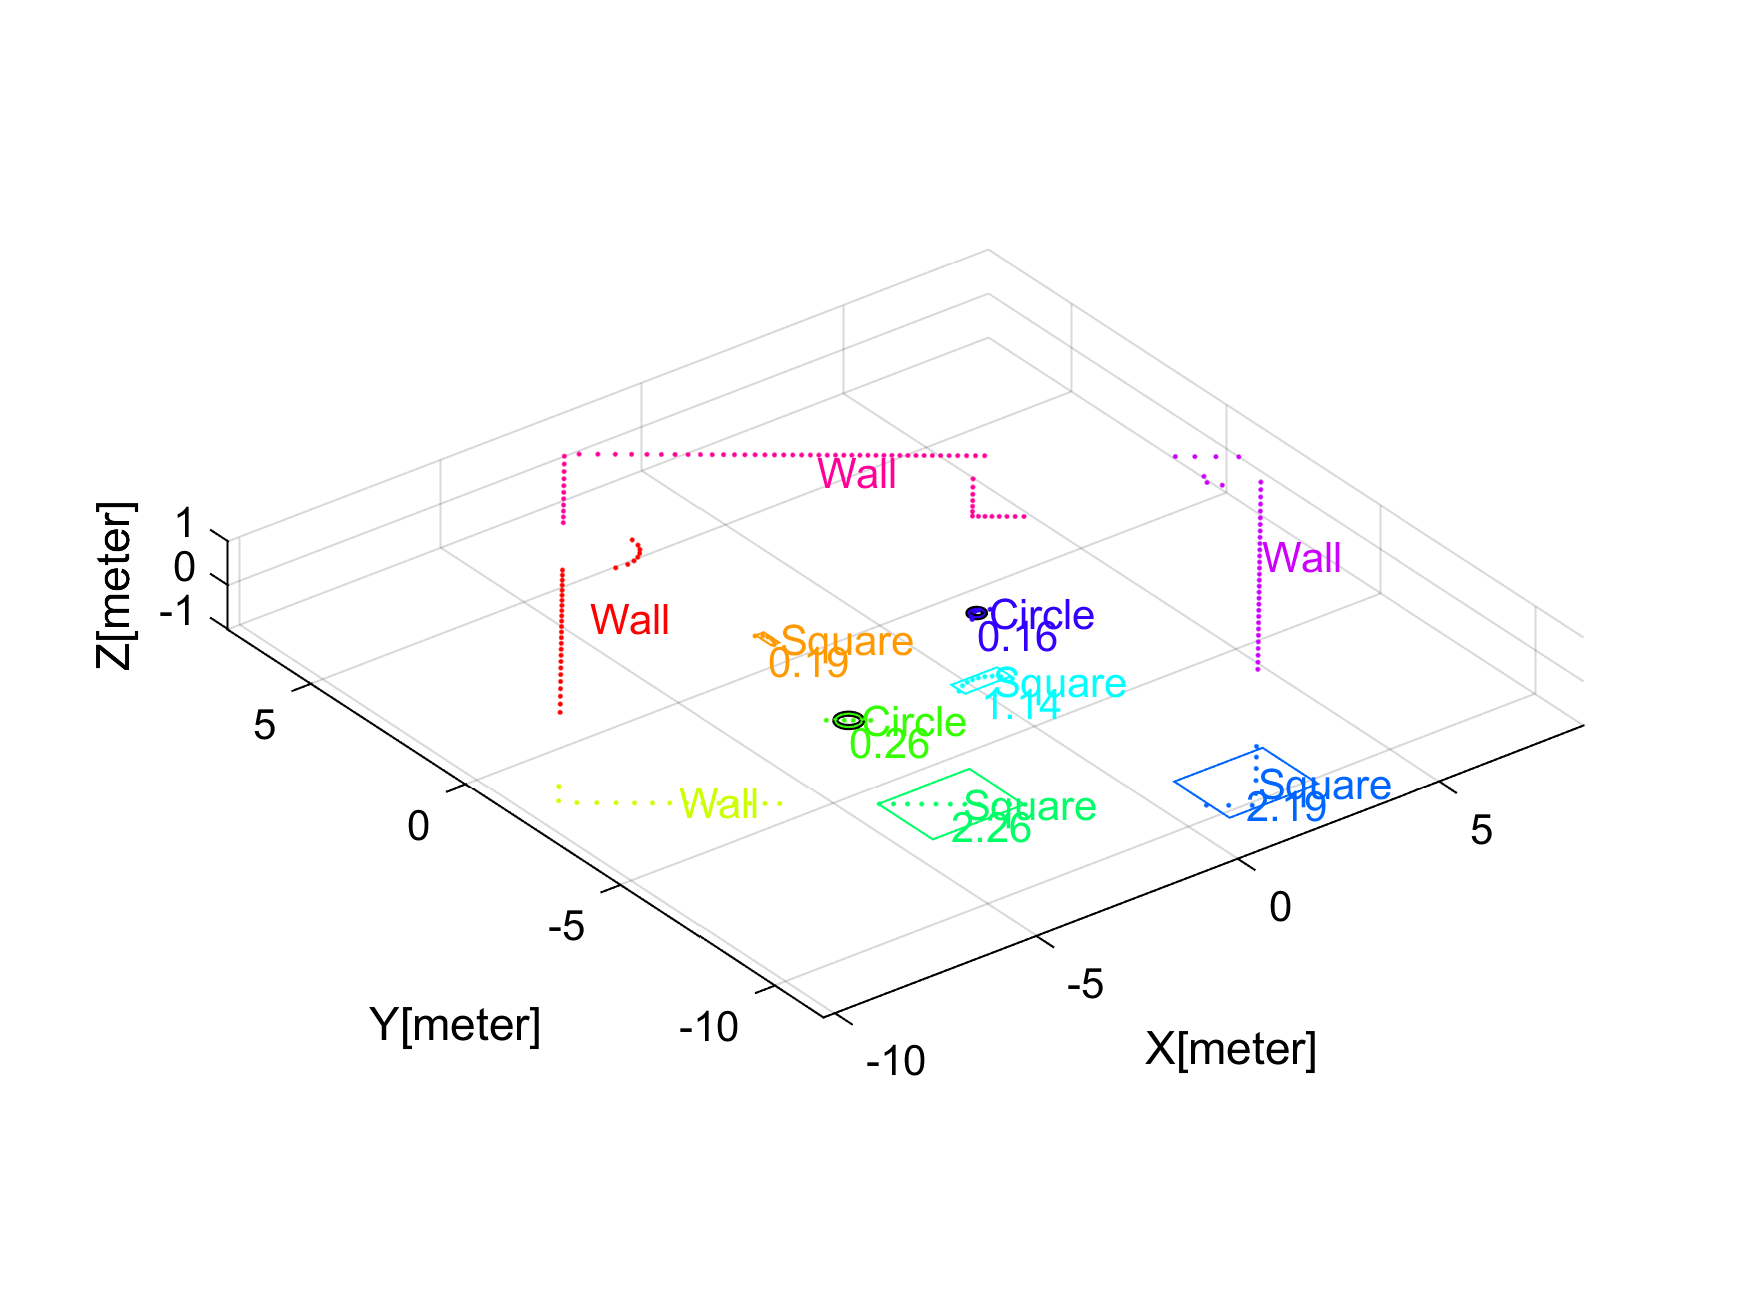 Wall
1
0
-1
Z[meter]
Wall
Wall
Circle
0.16
Square
0.19
Square
1.14
Circle
0.26
Wall
Square
2.26
Square
2.19
5
0
-5
-10
Y[meter]
5
0
-5
-10
X[meter]